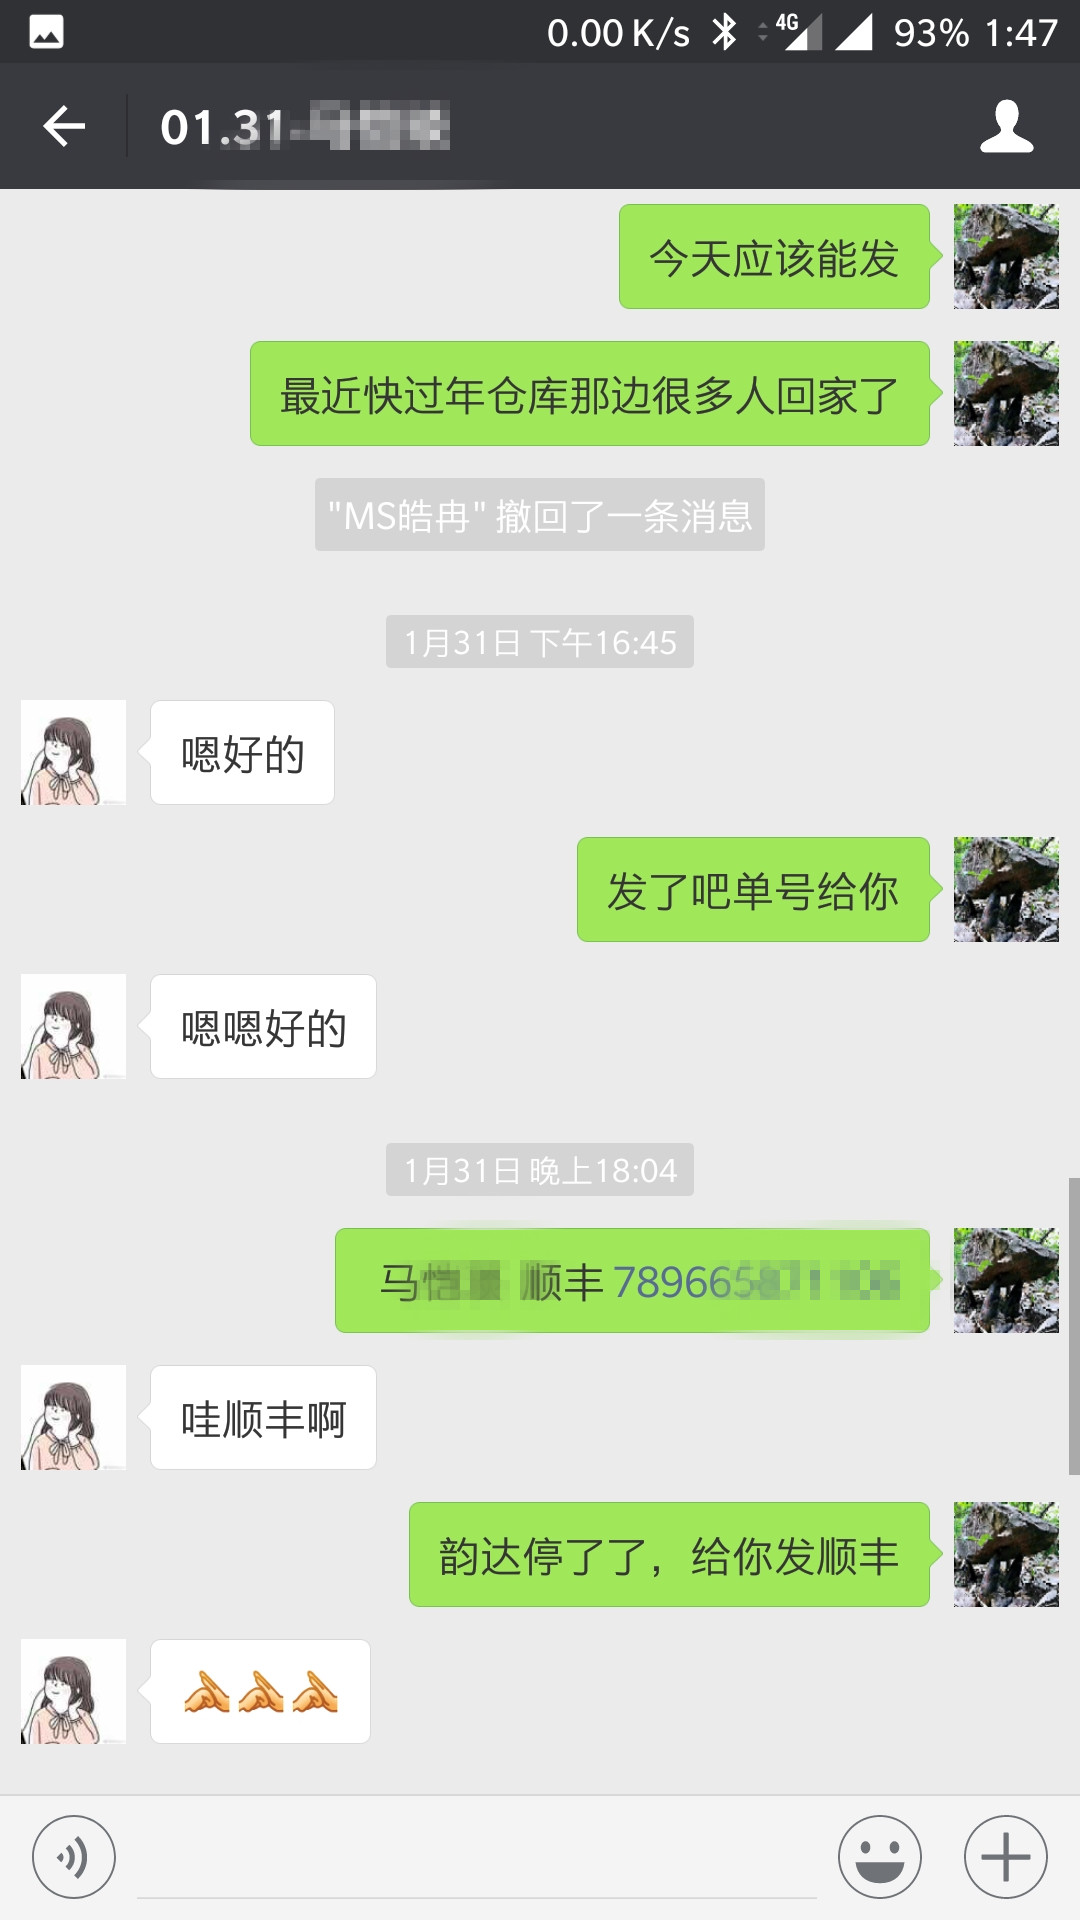 0.00 K/s 4G 93% 1:47
01.31-
今天应该能发
最近快过年仓库那边很多人回家了
"MS皓冉" 撤回了一条消息
1月31日 下午16:45
嗯好的
发了吧单号给你
嗯嗯好的
1月31日 晚上18:04
马 顺丰 789665
哇顺丰啊
韵达停了了，给你发顺丰